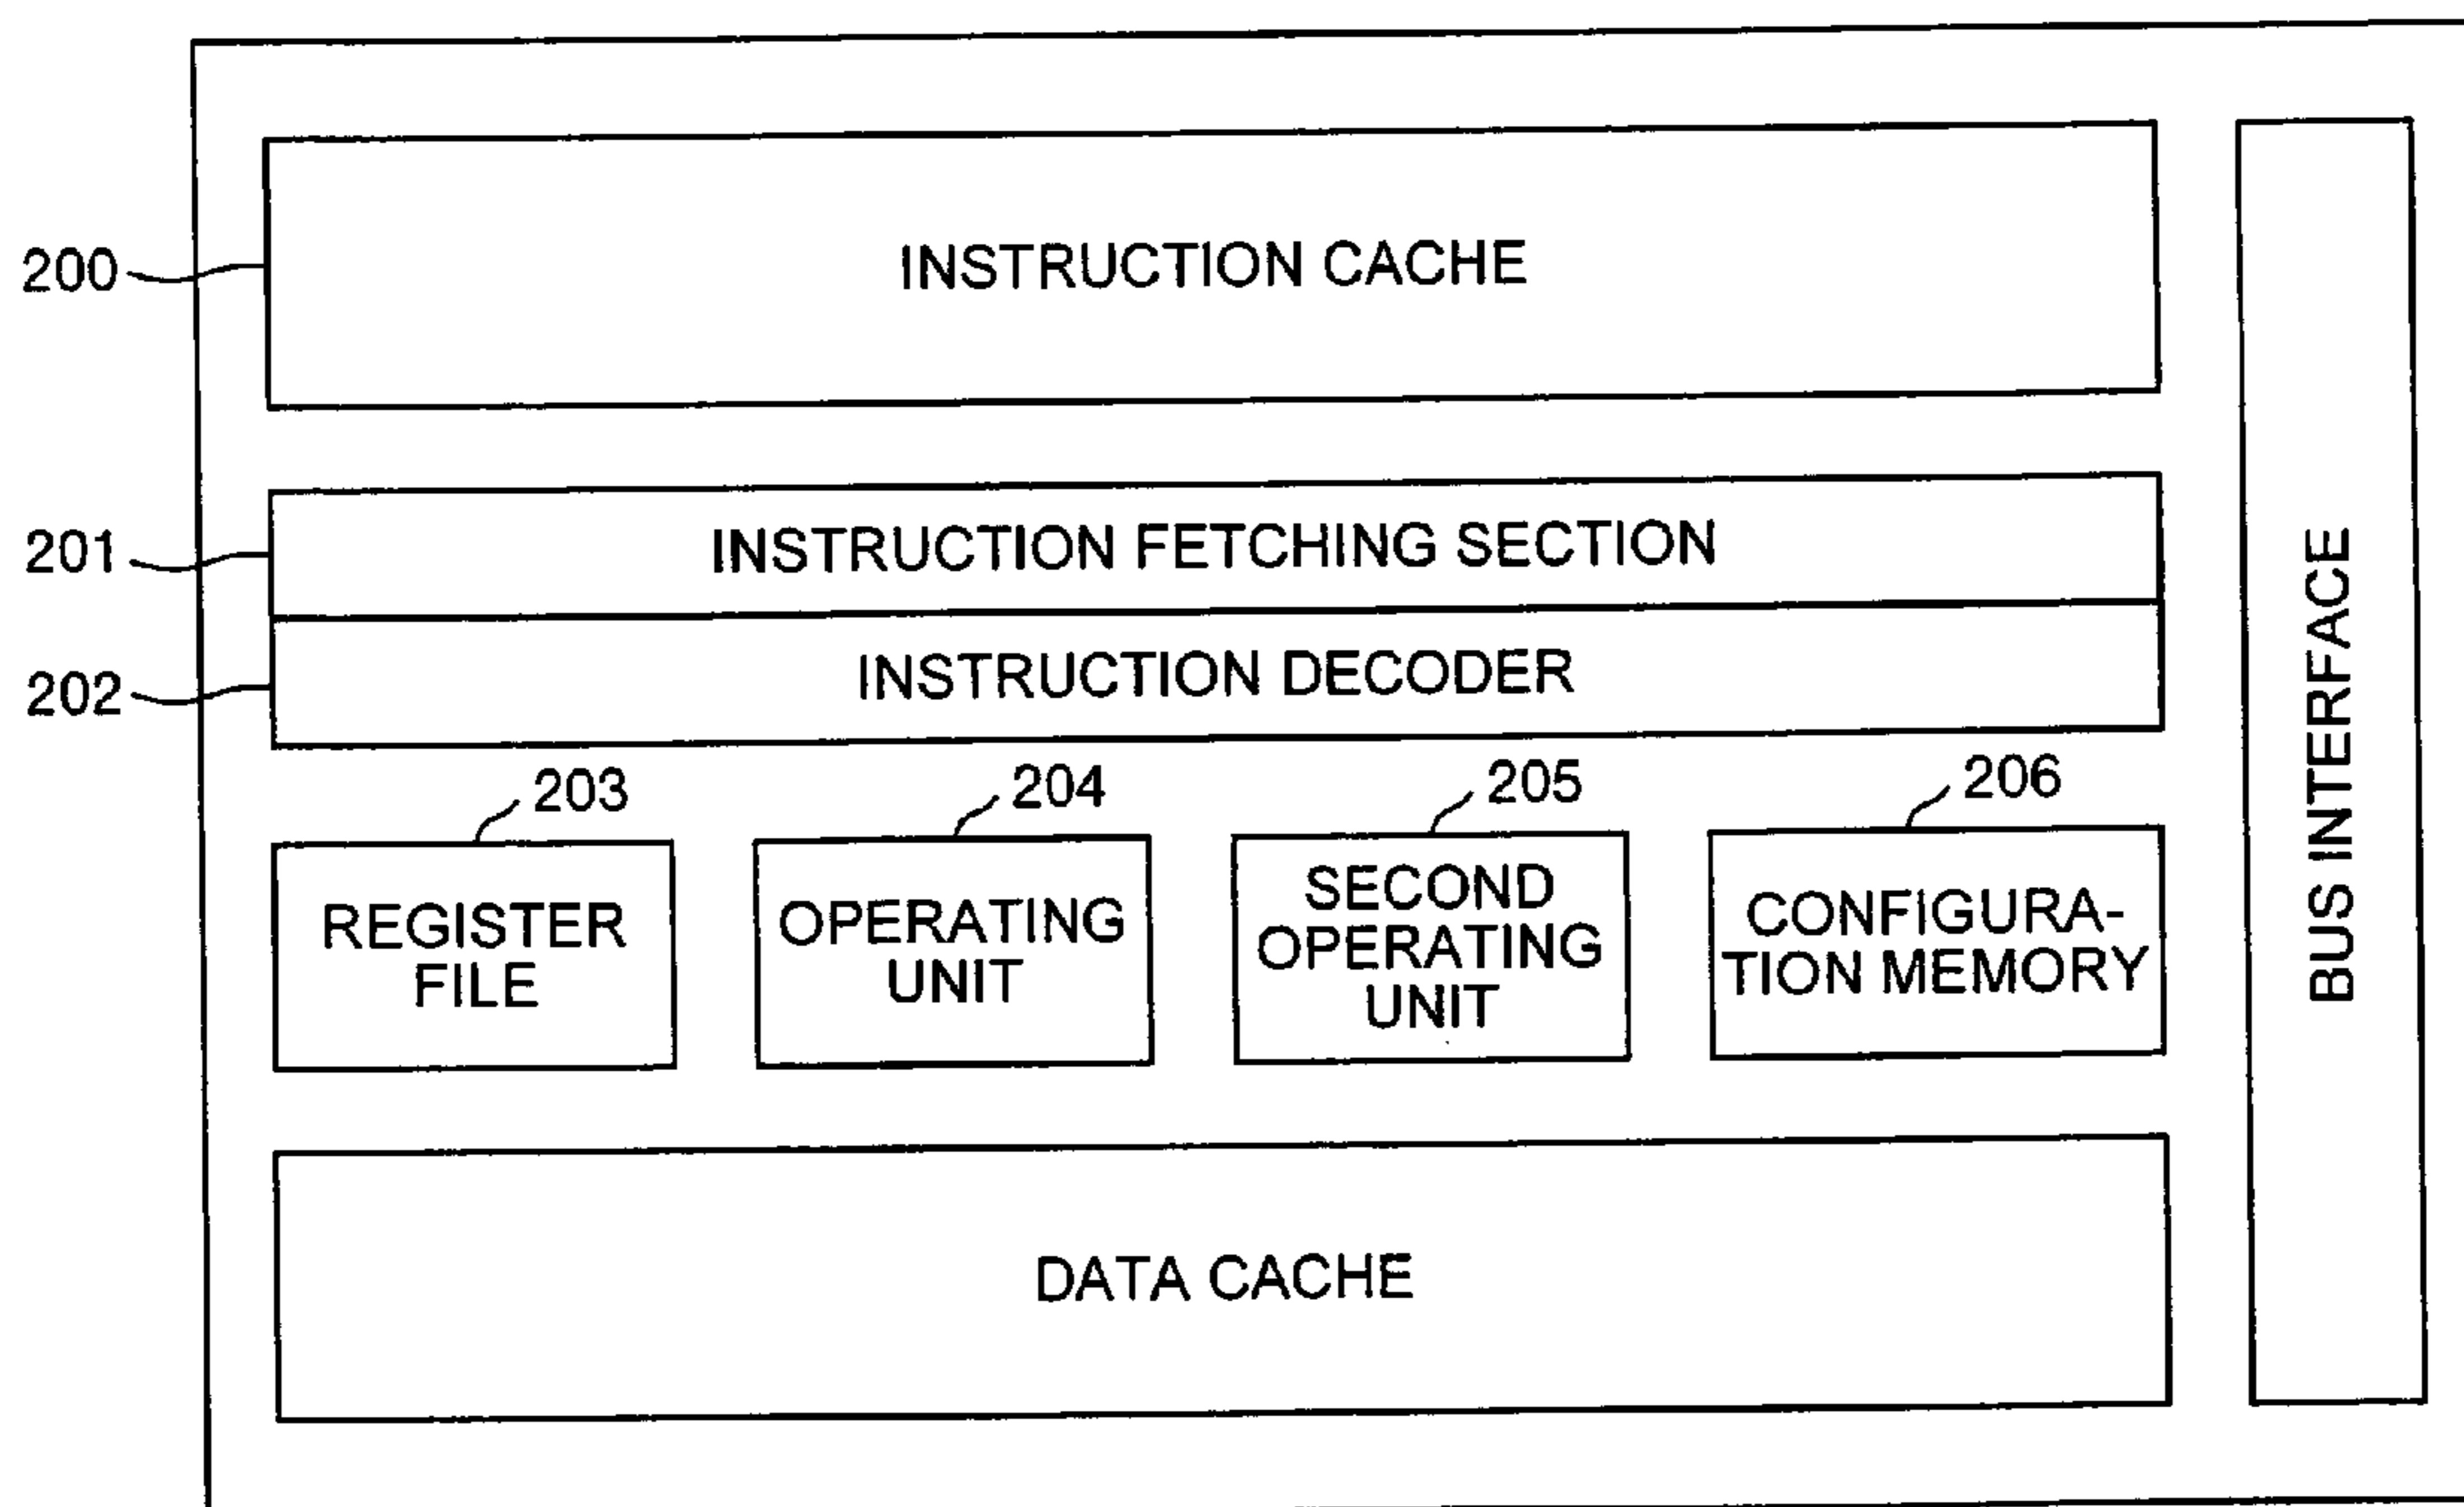 200
INSTRUCTION CACHE
201
INSTRUCTION FETCHING SECTION
202
INSTRUCTION DECODER
203
204
205
206
REGISTER
FILE
OPERATING
UNIT
SECOND
OPERATING
UNIT
CONFIGURA-
TION MEMORY
DATA CACHE
BUS INTERFACE